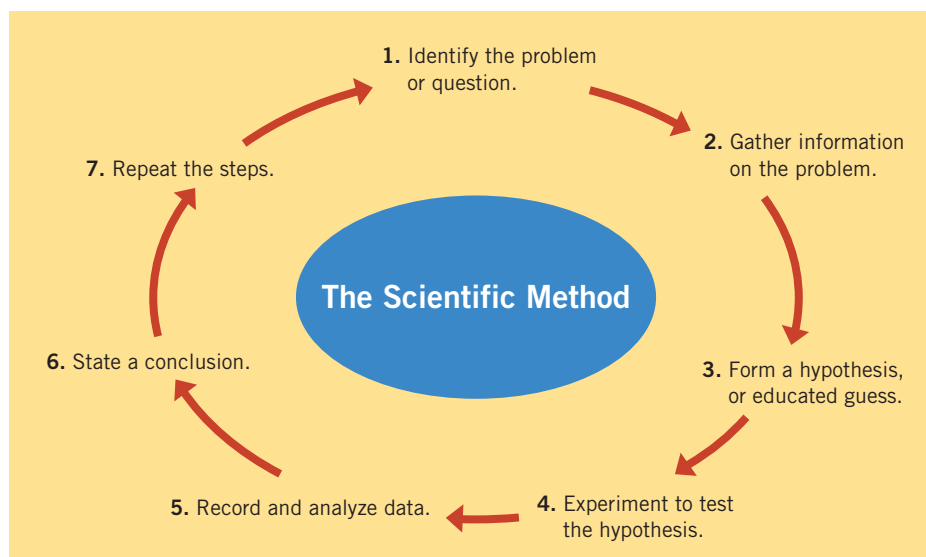 1. Identify the problem
or question.
2. Gather information
on the problem.
3. Form a hypothesis,
or educated guess.
4. Experiment to test
the hypothesis.
5. Record and analyze data.
6. State a conclusion.
7. Repeat the steps.
The Scientific Method